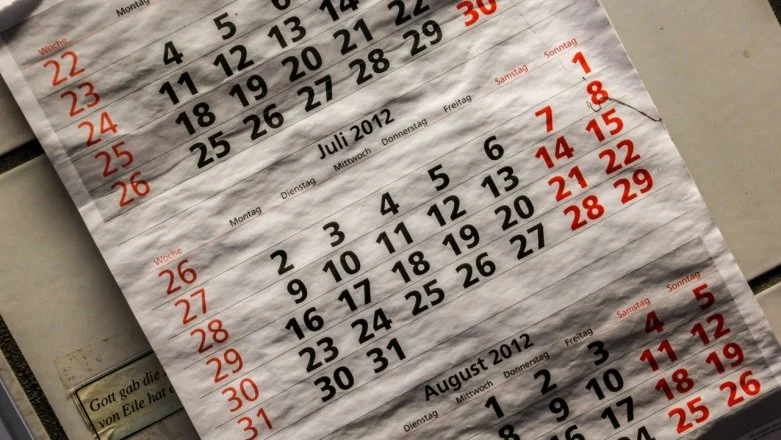 Montag
Woche
22
23 4 5 6
24 11 12 13 14
25 18 19 20 21 22
26 25 26 27 28 29 30
Juli 2012
Woche Montag Dienstag Mittwoch Donnerstag Freitag Samstag Sonntag
26 1
27 2 3 4 5 6 7 8
28 9 10 11 12 13 14 15
29 16 17 18 19 20 21 22
30 23 24 25 26 27 28 29
31 30 31
August 2012
Dienstag Mittwoch Donnerstag Freitag Samstag Sonntag
1 2 3 4 5
8 9 10 11 12
16 17 18 19
25 26
Gott gab die
von Eile hat